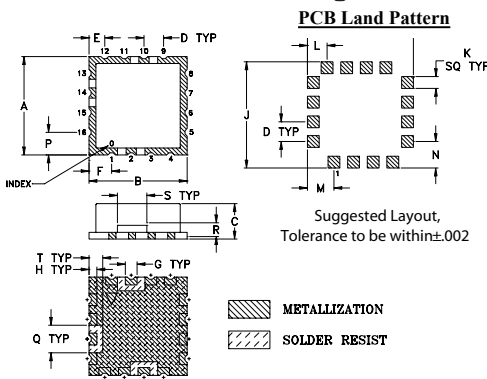 PCB Land Pattern
E
D TYP
12 11 10 9
13
14
15
16
8
7
6
5
A
P
0
1 2 3 4
F
B
INDEX
L
K
SQ TYP
J
D TYP
N
M
1
S TYP
C
R
Suggested Layout,
Tolerance to be within±.002
T TYP
H TYP
G TYP
Q TYP
METALLIZATION
SOLDER RESIST